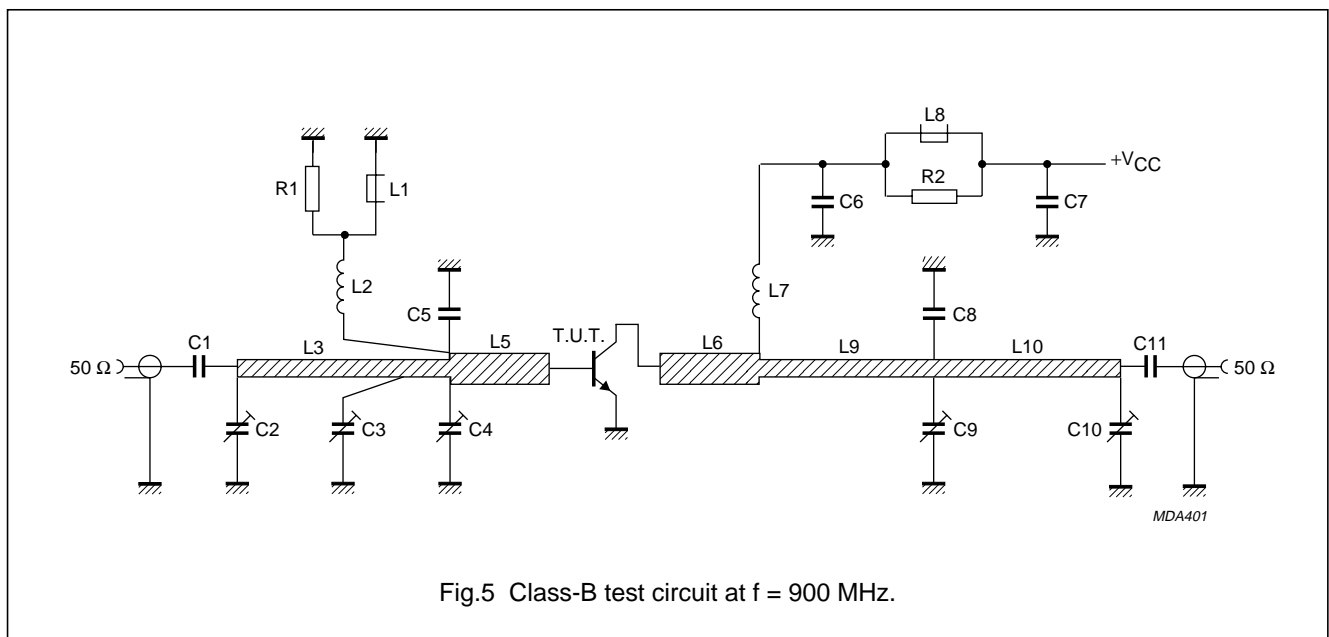 L8
+VCC
R1
L1
R2
C6
C7
L2
L7
C5
C8
T.U.T.
C1
L3
L5
L6
L9
L10
C11
50 Ω
50 Ω
C2
C3
C4
C9
C10
MDA401
Fig.5 Class-B test circuit at f = 900 MHz.